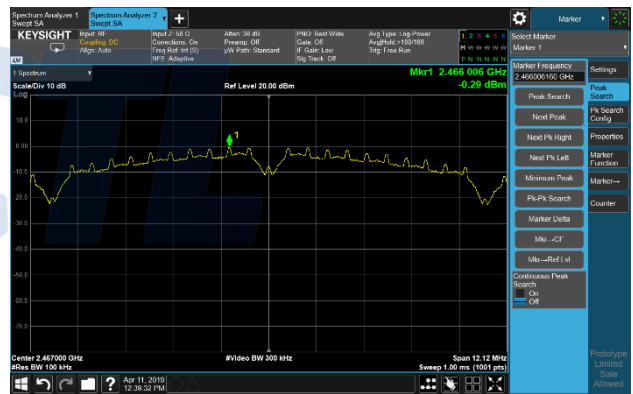 Spectrum Analyzer 1
Swept SA
Spectrum Analyzer 2
Swept SA
Marker
KEYSIGHT
Input: RF
Coupling: DC
Align: Auto
Input Z: 50 Ω
Corrections: On
Freq Ref: Int (S)
NFE: Adaptive
Atten: 30 dB
Preamp: Off
µW Path: Standard
PNO: Best Wide
Gate: Off
IF Gain: Low
Sig Track: Off
Avg Type: Log-Power
Avg|Hold:>100/100
Trig: Free Run
1 2 3 4 5 6
M W W W W W
P N N N N N
Select Marker
Marker 1
LXI
1 Spectrum
Scale/Div 10 dB
Log
Ref Level 20.00 dBm
Mkr1 2.466 006 GHz
-0.29 dBm
1
10.0
0.00
-10.0
-20.0
-30.0
-40.0
-50.0
-60.0
-70.0
Center 2.467000 GHz
#Res BW 100 kHz
#Video BW 300 kHz
Span 12.12 MHz
Sweep 1.00 ms (1001 pts)
Marker Frequency
2.466006160 GHz
Peak Search
Next Peak
Next Pk Right
Next Pk Left
Minimum Peak
Pk-Pk Search
Marker Delta
Mkr→CF
Mkr→Ref Lvl
Continuous Peak
Search
On
Off
Settings
Peak
Search
Pk Search
Config
Properties
Marker
Function
Marker→
Counter
Prototype
Limited
Sale
Allowed
?
Apr 11, 2019
12:39:32 PM